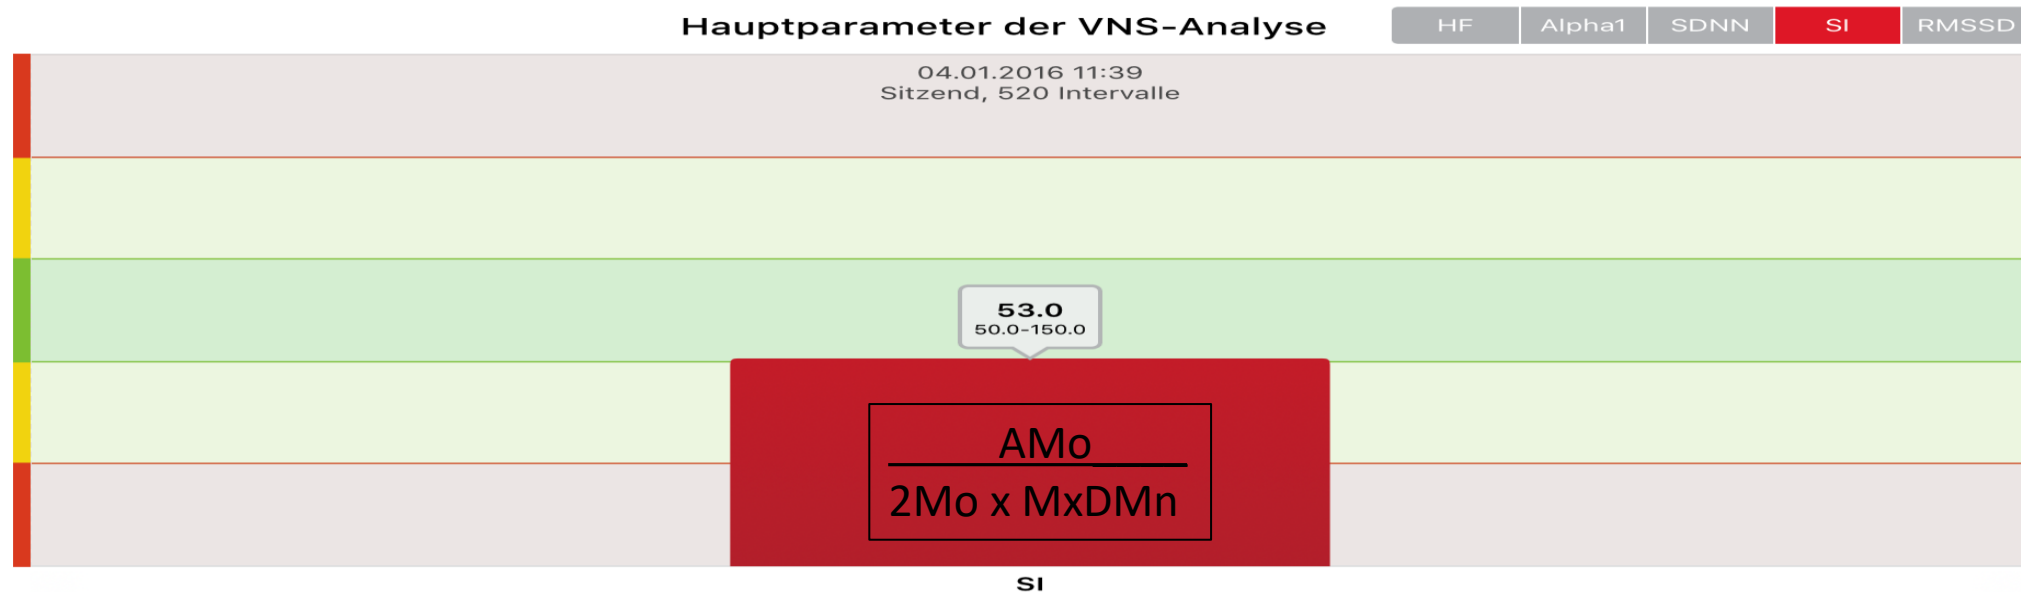 Hauptparameter der VNS-Analyse
HF Alpha1 SDNN SI RMSSD
04.01.2016 11:39
Sitzend, 520 Intervalle
53.0
50.0-150.0
AMo
2Mo x MxDMn
SI